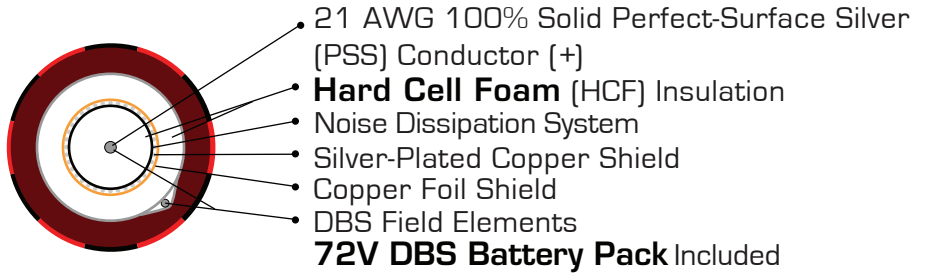 21 AWG 100% Solid Perfect-Surface Silver
(PSS) Conductor (+)
Hard Cell Foam (HCF) Insulation
Noise Dissipation System
Silver-Plated Copper Shield
Copper Foil Shield
DBS Field Elements
72V DBS Battery Pack Included